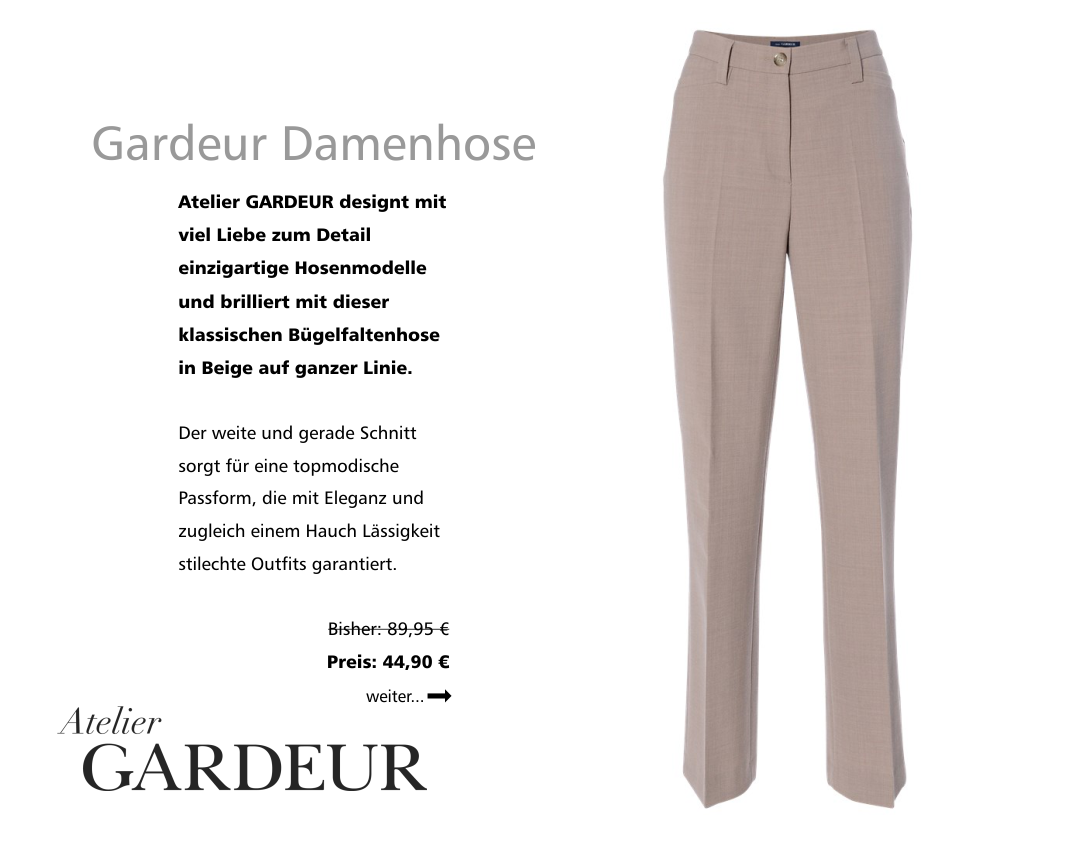 Gardeur Damenhose
Atelier GARDEUR designt mit
viel Liebe zum Detail
einzigartige Hosenmodelle
und brilliert mit dieser
klassischen Bügelfaltenhose
in Beige auf ganzer Linie.
Der weite und gerade Schnitt
sorgt für eine topmodische
Passform, die mit Eleganz und
zugleich einem Hauch Lässigkeit
stilechte Outfits garantiert.
Bisher: 89,95 €
Preis: 44,90 €
weiter...
Atelier
GARDEUR